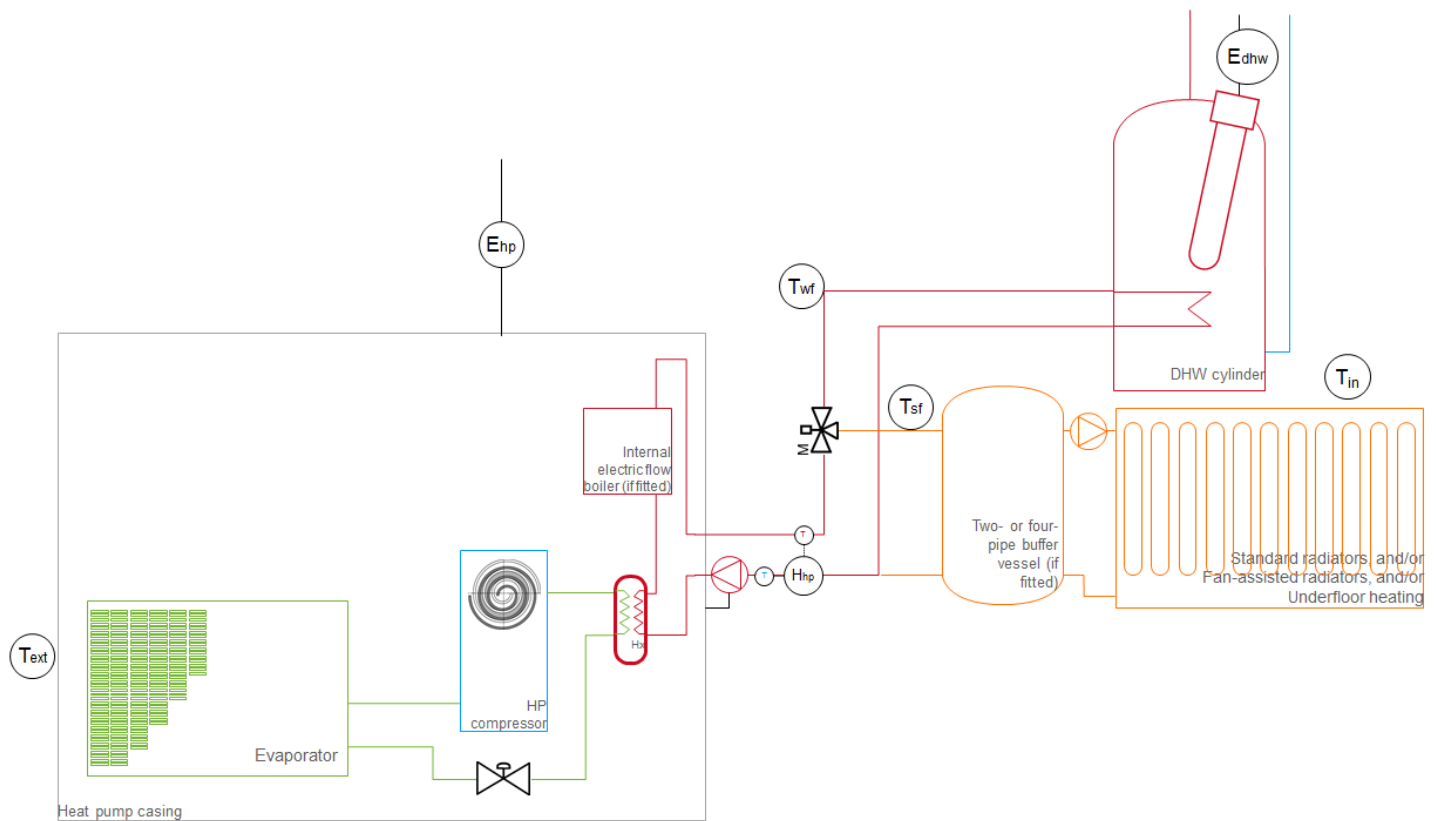 Edhw
Ehp
Twf
DHW cylinder
Tin
Tsf
M
Internal
electric flow
boiler (if fitted)
Two- or four-
pipe buffer
vessel (if
fitted)
Standard radiators, and/or
Fan-assisted radiators, and/or
Underfloor heating
T
T
Hhp
Hx
Text
HP
compressor
Evaporator
Heat pump casing